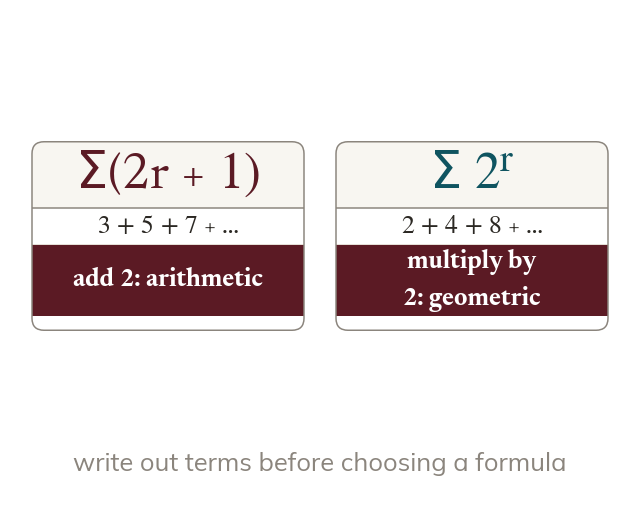 Σ(2r + 1)
3 + 5 + 7 + ...
add 2: arithmetic
Σ 2ʳ
2 + 4 + 8 + ...
multiply by
2: geometric
write out terms before choosing a formula